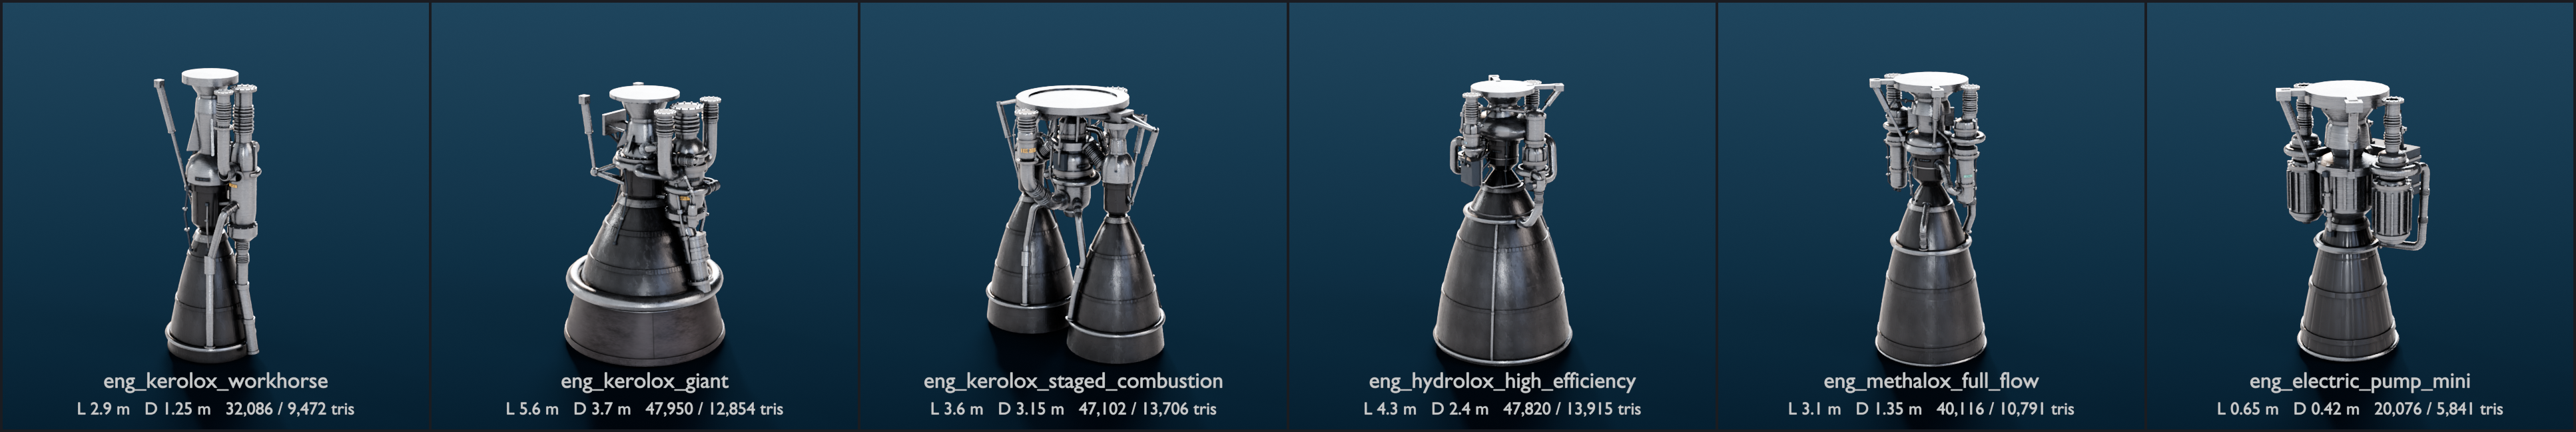 eng_kerolox_workhorse
L 2.9 m D 1.25 m 32,086 / 9,472 tris
eng_kerolox_giant
L 5.6 m D 3.7 m 47,950 / 12,854 tris
eng_kerolox_staged_combustion
L 3.6 m D 3.15 m 47,102 / 13,706 tris
eng_hydrolox_high_efficiency
L 4.3 m D 2.4 m 47,820 / 13,915 tris
eng_methalox_full_flow
L 3.1 m D 1.35 m 40,116 / 10,791 tris
eng_electric_pump_mini
L 0.65 m D 0.42 m 20,076 / 5,841 tris